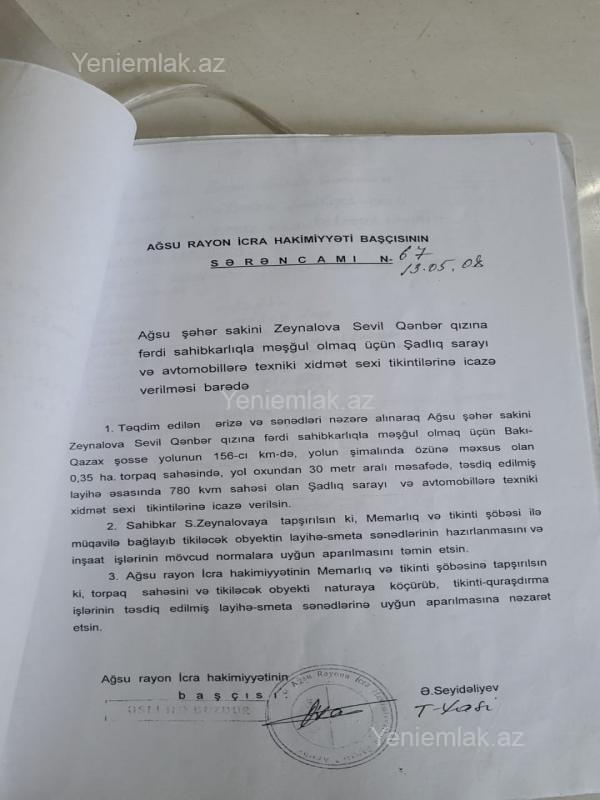 Yeniemlak.az
AĞSU RAYON İCRA HAKİMİYYƏTİ BAŞÇISININ
S Ə R Ə N C A M I N- 67
13.05.08
Ağsu şəhər sakini Zeynalova Sevil Qənbər qızına
fərdi sahibkarlıqla məşğul olmaq üçün Şadlıq sarayı
və avtomobillərə texniki xidmət sexi tikintilərinə icazə
verilməsi barədə
Yeniemlak.az
1. Təqdim edilən ərizə və sənədləri nəzərə alınaraq Ağsu şəhər sakini
Zeynalova Sevil Qənbər qızına fərdi sahibkarlıqla məşğul olmaq üçün Bakı-
Qazax şosse yolunun 156-cı km-də, yolun şimalında özünə məxsus olan
0,35 ha. torpaq sahəsində, yol oxundan 30 metr aralı məsafədə, təsdiq edilmiş
layihə əsasında 780 kvm sahəsi olan Şadlıq sarayı və avtomobillərə texniki
xidmət sexi tikintilərinə icazə verilsin.
2. Sahibkar S.Zeynalovaya tapşırılsın ki, Memarlıq və tikinti şöbəsi ilə
müqavilə bağlayıb tikiləcək obyektin layihə-smeta sənədlərinin hazırlanmasını və
inşaat işlərinin mövcud normalara uyğun aparılmasını təmin etsin.
3. Ağsu rayon İcra hakimiyyətinin Memarlıq və tikinti şöbəsinə tapşırılsın
ki, torpaq sahəsini və tikiləcək obyekti naturaya köçürüb, tikinti-quraşdırma
işlərinin təsdiq edilmiş layihə-smeta sənədlərinə uyğun aparılmasına nəzarət
etsin.
Ağsu rayon İcra hakimiyyətinin
b a ş ç ı s ı :
Ə.Seyidəliyev
Yeniemlak.az